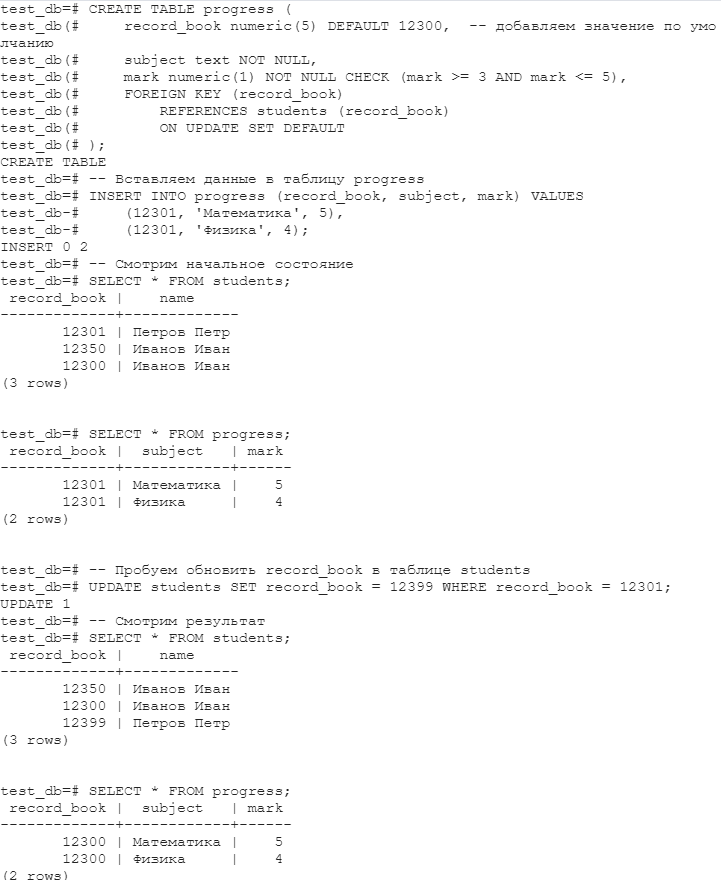 test_db=# CREATE TABLE progress (
test_db(#     record_book numeric(5) DEFAULT 12300,  -- добавляем значение по умо
лчанию
test_db(#     subject text NOT NULL,
test_db(#     mark numeric(1) NOT NULL CHECK (mark >= 3 AND mark <= 5),
test_db(#     FOREIGN KEY (record_book)
test_db(#         REFERENCES students (record_book)
test_db(#         ON UPDATE SET DEFAULT
test_db(# );
CREATE TABLE
test_db=# -- Вставляем данные в таблицу progress
test_db=# INSERT INTO progress (record_book, subject, mark) VALUES
test_db-#     (12301, 'Математика', 5),
test_db-#     (12301, 'Физика', 4);
INSERT 0 2
test_db=# -- Смотрим начальное состояние
test_db=# SELECT * FROM students;
 record_book |    name
-------------+-------------
       12301 | Петров Петр
       12350 | Иванов Иван
       12300 | Иванов Иван
(3 rows)
test_db=# SELECT * FROM progress;
 record_book |  subject   | mark
-------------+------------+------
       12301 | Математика |    5
       12301 | Физика     |    4
(2 rows)
test_db=# -- Пробуем обновить record_book в таблице students
test_db=# UPDATE students SET record_book = 12399 WHERE record_book = 12301;
UPDATE 1
test_db=# -- Смотрим результат
test_db=# SELECT * FROM students;
 record_book |    name
-------------+-------------
       12350 | Иванов Иван
       12300 | Иванов Иван
       12399 | Петров Петр
(3 rows)
test_db=# SELECT * FROM progress;
 record_book |  subject   | mark
-------------+------------+------
       12300 | Математика |    5
       12300 | Физика     |    4
(2 rows)